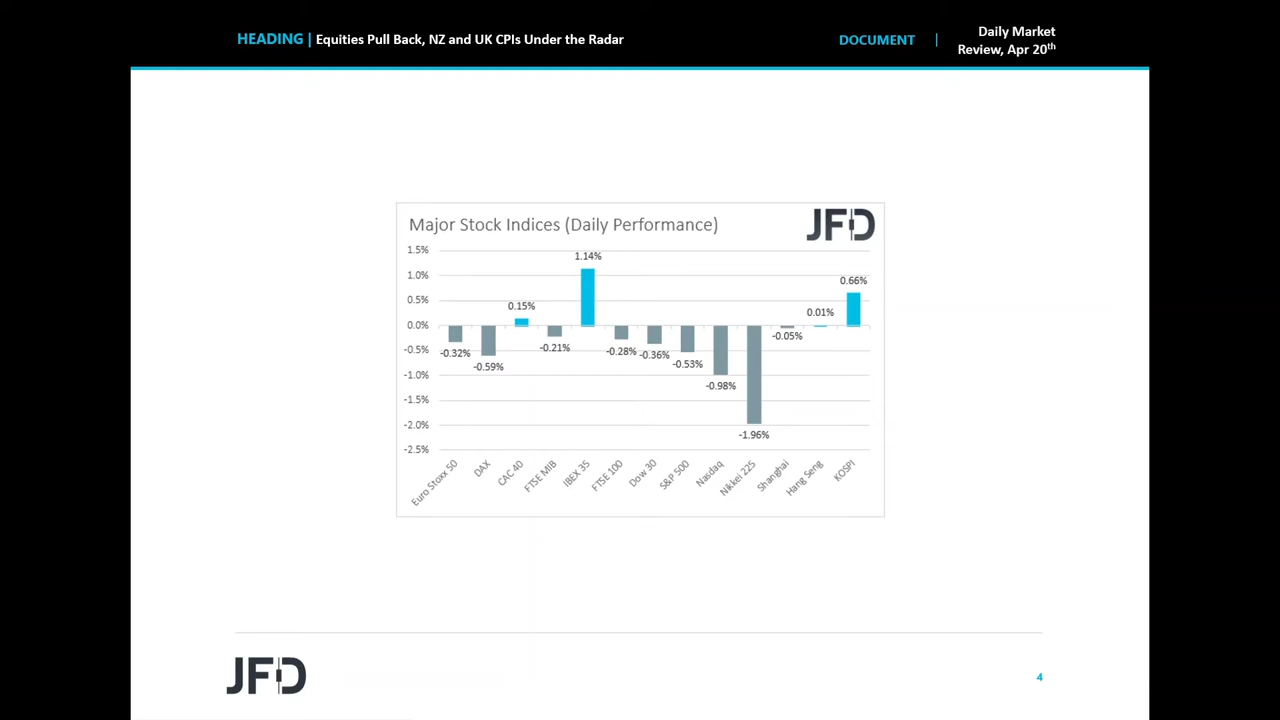 HEADING | Equities Pull Back, NZ and UK CPIs Under the Radar
DOCUMENT |
Daily Market
Review, Apr 20th
Major Stock Indices (Daily Performance)
JFD
1.5%
1.0%
0.5%
0.0%
-0.5%
-1.0%
-1.5%
-2.0%
-2.5%
-0.32%
-0.59%
0.15%
-0.21%
1.14%
-0.28%
-0.36%
-0.53%
-0.98%
-1.96%
-0.05%
0.01%
0.66%
Euro Stoxx 50
DAX
CAC 40
FTSE MIB
IBEX 35
FTSE 100
Dow 30
S&P 500
Nasdaq
Nikkei 225
Shanghai
Hang Seng
KOSPI
JFD
4